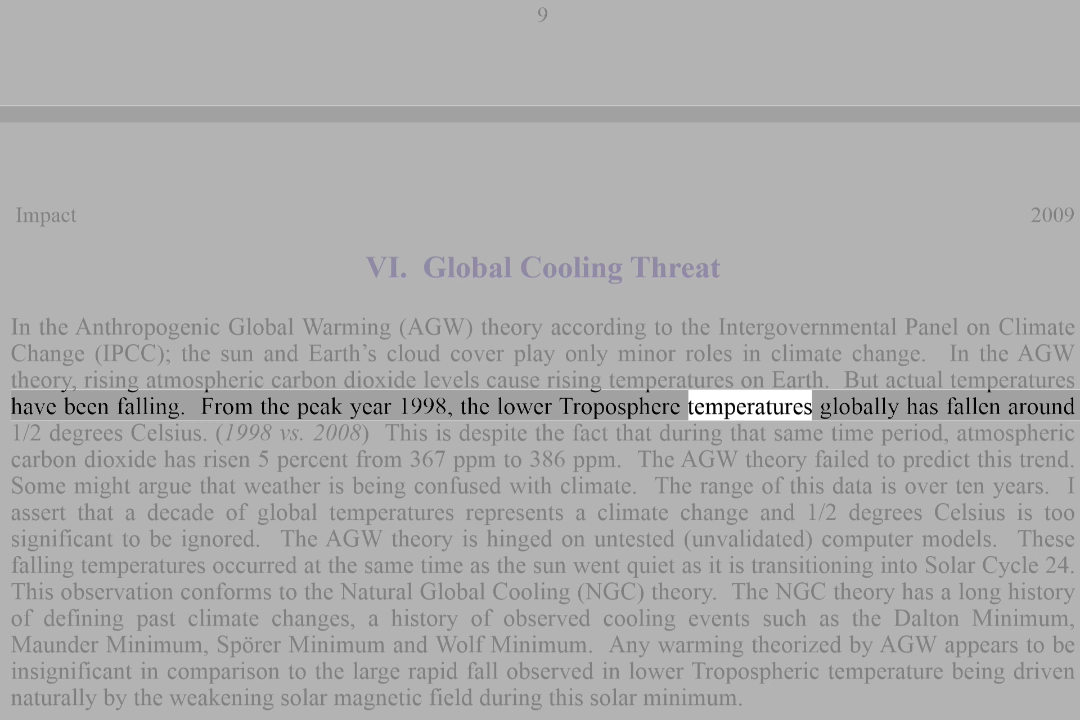 9
Impact 2009
VI. Global Cooling Threat
In the Anthropogenic Global Warming (AGW) theory according to the Intergovernmental Panel on Climate
Change (IPCC); the sun and Earth's cloud cover play only minor roles in climate change. In the AGW
theory, rising atmospheric carbon dioxide levels cause rising temperatures on Earth. But actual temperatures
have been falling. From the peak year 1998, the lower Troposphere temperatures globally has fallen around
1/2 degrees Celsius. (1998 vs. 2008) This is despite the fact that during that same time period, atmospheric
carbon dioxide has risen 5 percent from 367 ppm to 386 ppm. The AGW theory failed to predict this trend.
Some might argue that weather is being confused with climate. The range of this data is over ten years. I
assert that a decade of global temperatures represents a climate change and 1/2 degrees Celsius is too
significant to be ignored. The AGW theory is hinged on untested (unvalidated) computer models. These
falling temperatures occurred at the same time as the sun went quiet as it is transitioning into Solar Cycle 24.
This observation conforms to the Natural Global Cooling (NGC) theory. The NGC theory has a long history
of defining past climate changes, a history of observed cooling events such as the Dalton Minimum,
Maunder Minimum, Spörer Minimum and Wolf Minimum. Any warming theorized by AGW appears to be
insignificant in comparison to the large rapid fall observed in lower Tropospheric temperature being driven
naturally by the weakening solar magnetic field during this solar minimum.